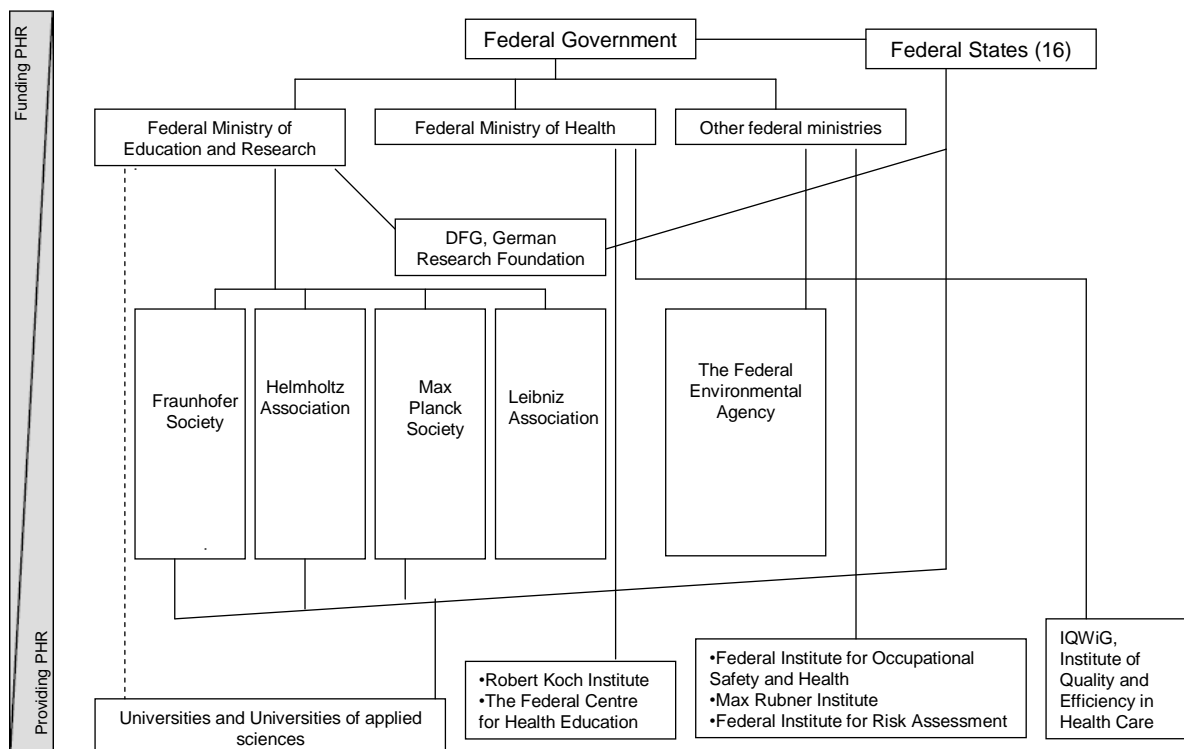 Funding PHR
Federal Government
Federal States (16)
Federal Ministry of
Education and Research
Federal Ministry of Health
Other federal ministries
DFG, German
Research Foundation
Fraunhofer
Society
Helmholtz
Association
Max
Planck
Society
Leibniz
Association
The Federal
Environmental
Agency
Providing PHR
Universities and Universities of applied
sciences
•Robert Koch Institute
•The Federal Centre
for Health Education
•Federal Institute for Occupational
Safety and Health
•Max Rubner Institute
•Federal Institute for Risk Assessment
IQWiG,
Institute of
Quality and
Efficiency in
Health Care